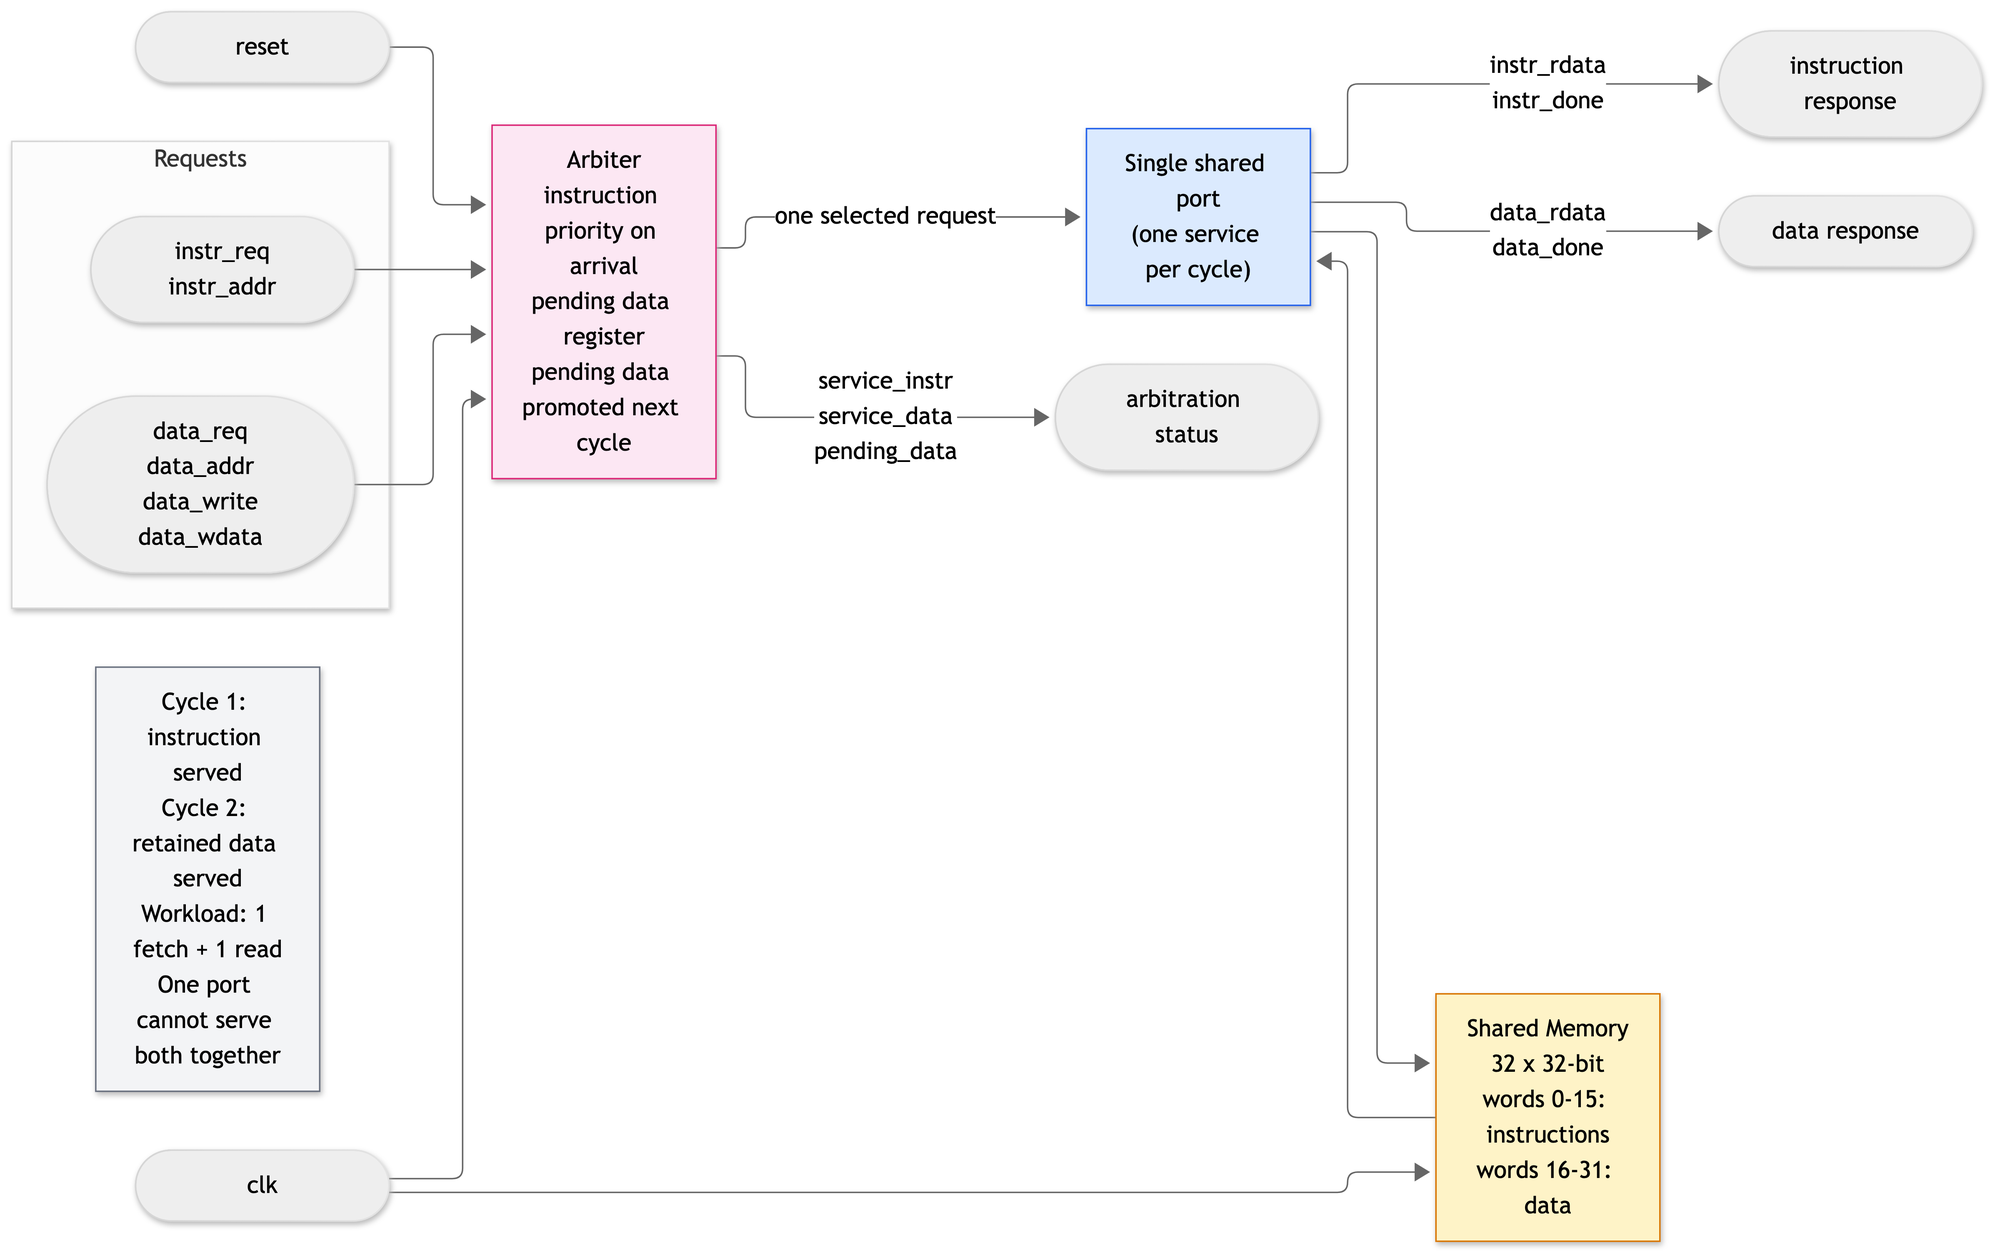 reset
Requests
instr_req
instr_addr
data_req
data_addr
data_write
data_wdata
Cycle 1:
instruction
served
Cycle 2:
retained data
served
Workload: 1
fetch + 1 read
One port
cannot serve
both together
clk
Arbiter
instruction
priority on
arrival
pending data
register
pending data
promoted next
cycle
one selected request
service_instr
service_data
pending_data
Single shared
port
(one service
per cycle)
arbitration
status
instr_rdata
instr_done
data_rdata
data_done
instruction
response
data response
Shared Memory
32 x 32-bit
words 0-15:
instructions
words 16-31:
data